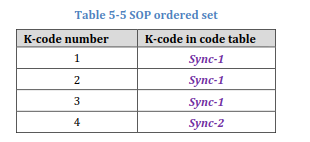 Table 5-5 SOP ordered set
K-code number K-code in code table
1 Sync-1
2 Sync-1
3 Sync-1
4 Sync-2